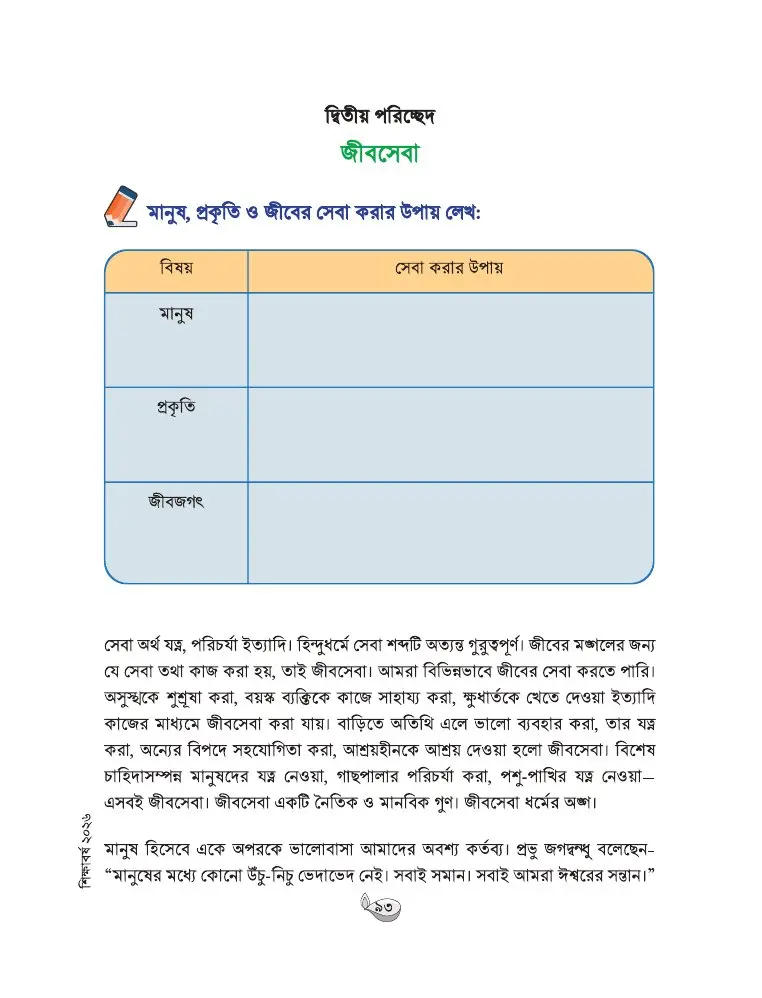 দ্বিতীয় পরিচ্ছেদ
জীবসেবা
মানুষ, প্রকৃতি ও জীবের সেবা করার উপায় লেখ:
বিষয় সেবা করার উপায়
মানুষ
প্রকৃতি
জীবজগৎ
সেবা অর্থ যত্ন, পরিচর্যা ইত্যাদি। হিন্দুধর্মে সেবা শব্দটি অত্যন্ত গুরুত্বপূর্ণ। জীবের মঙ্গলের জন্য
যে সেবা তথা কাজ করা হয়, তাই জীবসেবা। আমরা বিভিন্নভাবে জীবের সেবা করতে পারি।
অসুস্থকে শুশ্রূষা করা, বয়স্ক ব্যক্তিকে কাজে সাহায্য করা, ক্ষুধার্তকে খেতে দেওয়া ইত্যাদি
কাজের মাধ্যমে জীবসেবা করা যায়। বাড়িতে অতিথি এলে ভালো ব্যবহার করা, তার যত্ন
করা, অন্যের বিপদে সহযোগিতা করা, আশ্রয়হীনকে আশ্রয় দেওয়া হলো জীবসেবা। বিশেষ
চাহিদাসম্পন্ন মানুষদের যত্ন নেওয়া, গাছপালার পরিচর্যা করা, পশু-পাখির যত্ন নেওয়া—
এসবই জীবসেবা। জীবসেবা একটি নৈতিক ও মানবিক গুণ। জীবসেবা ধর্মের অঙ্গ।
মানুষ হিসেবে একে অপরকে ভালোবাসা আমাদের অবশ্য কর্তব্য। প্রভু জগদ্বন্ধু বলেছেন–
“মানুষের মধ্যে কোনো উঁচু-নিচু ভেদাভেদ নেই। সবাই সমান। সবাই আমরা ঈশ্বরের সন্তান।”
শিক্ষাবর্ষ ২০২৬
৯৩